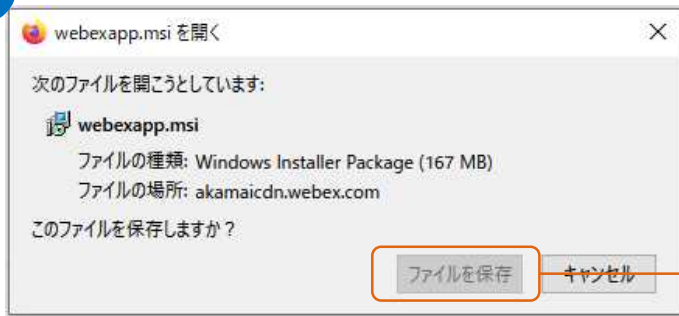 webexapp.msi を開く
次のファイルを開こうとしています:
webexapp.msi
ファイルの種類: Windows Installer Package (167 MB)
ファイルの場所: akamaicdn.webex.com
このファイルを保存しますか？
ファイルを保存 キャンセル